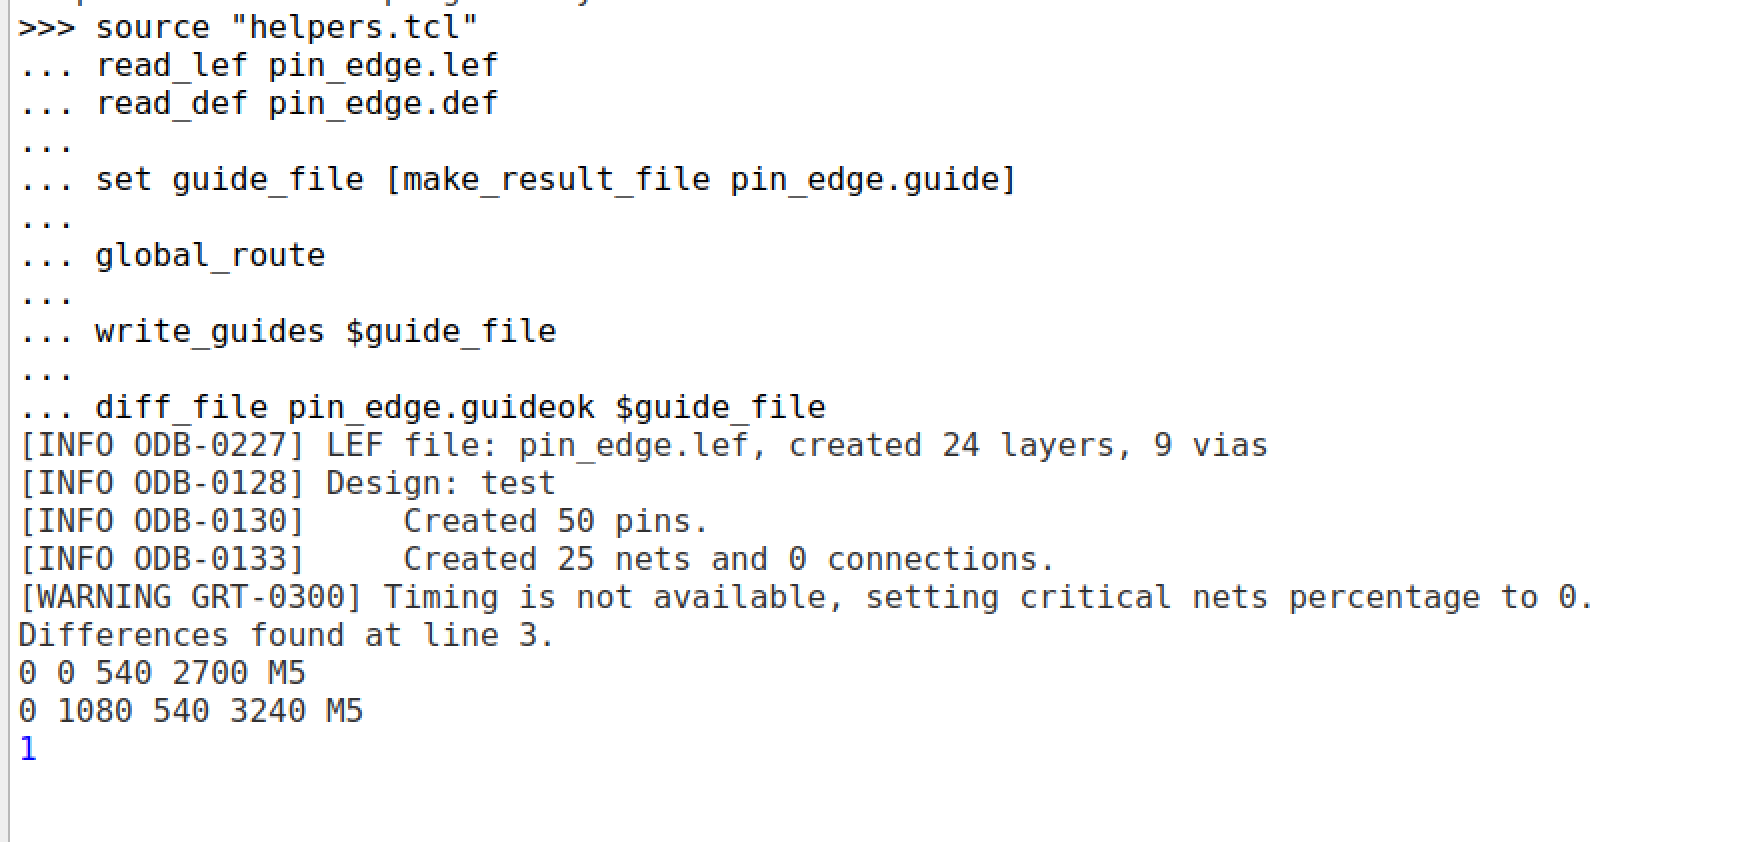 >>> source "helpers.tcl"
... read_lef pin_edge.lef
... read_def pin_edge.def
...
... set guide_file [make_result_file pin_edge.guide]
...
... global_route
...
... write_guides $guide_file
...
... diff_file pin_edge.guideok $guide_file
[INFO ODB-0227] LEF file: pin_edge.lef, created 24 layers, 9 vias
[INFO ODB-0128] Design: test
[INFO ODB-0130]     Created 50 pins.
[INFO ODB-0133]     Created 25 nets and 0 connections.
[WARNING GRT-0300] Timing is not available, setting critical nets percentage to 0.
Differences found at line 3.
0 0 540 2700 M5
0 1080 540 3240 M5
1